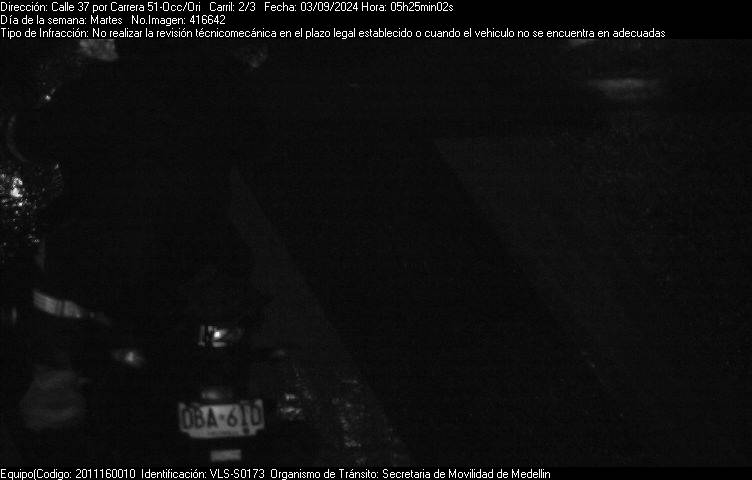 Dirección: Calle 37 por Carrera 51-Occ/Ori Carril: 2/3 Fecha: 03/09/2024 Hora: 05h25min02s
Día de la semana: Martes No.Imagen: 416642
Tipo de Infracción: No realizar la revisión técnicomecánica en el plazo legal establecido o cuando el vehiculo no se encuentra en adecuadas
Equipo(Codigo: 2011160010 Identificación: VLS-S0173 Organismo de Tránsito: Secretaria de Movilidad de Medellin